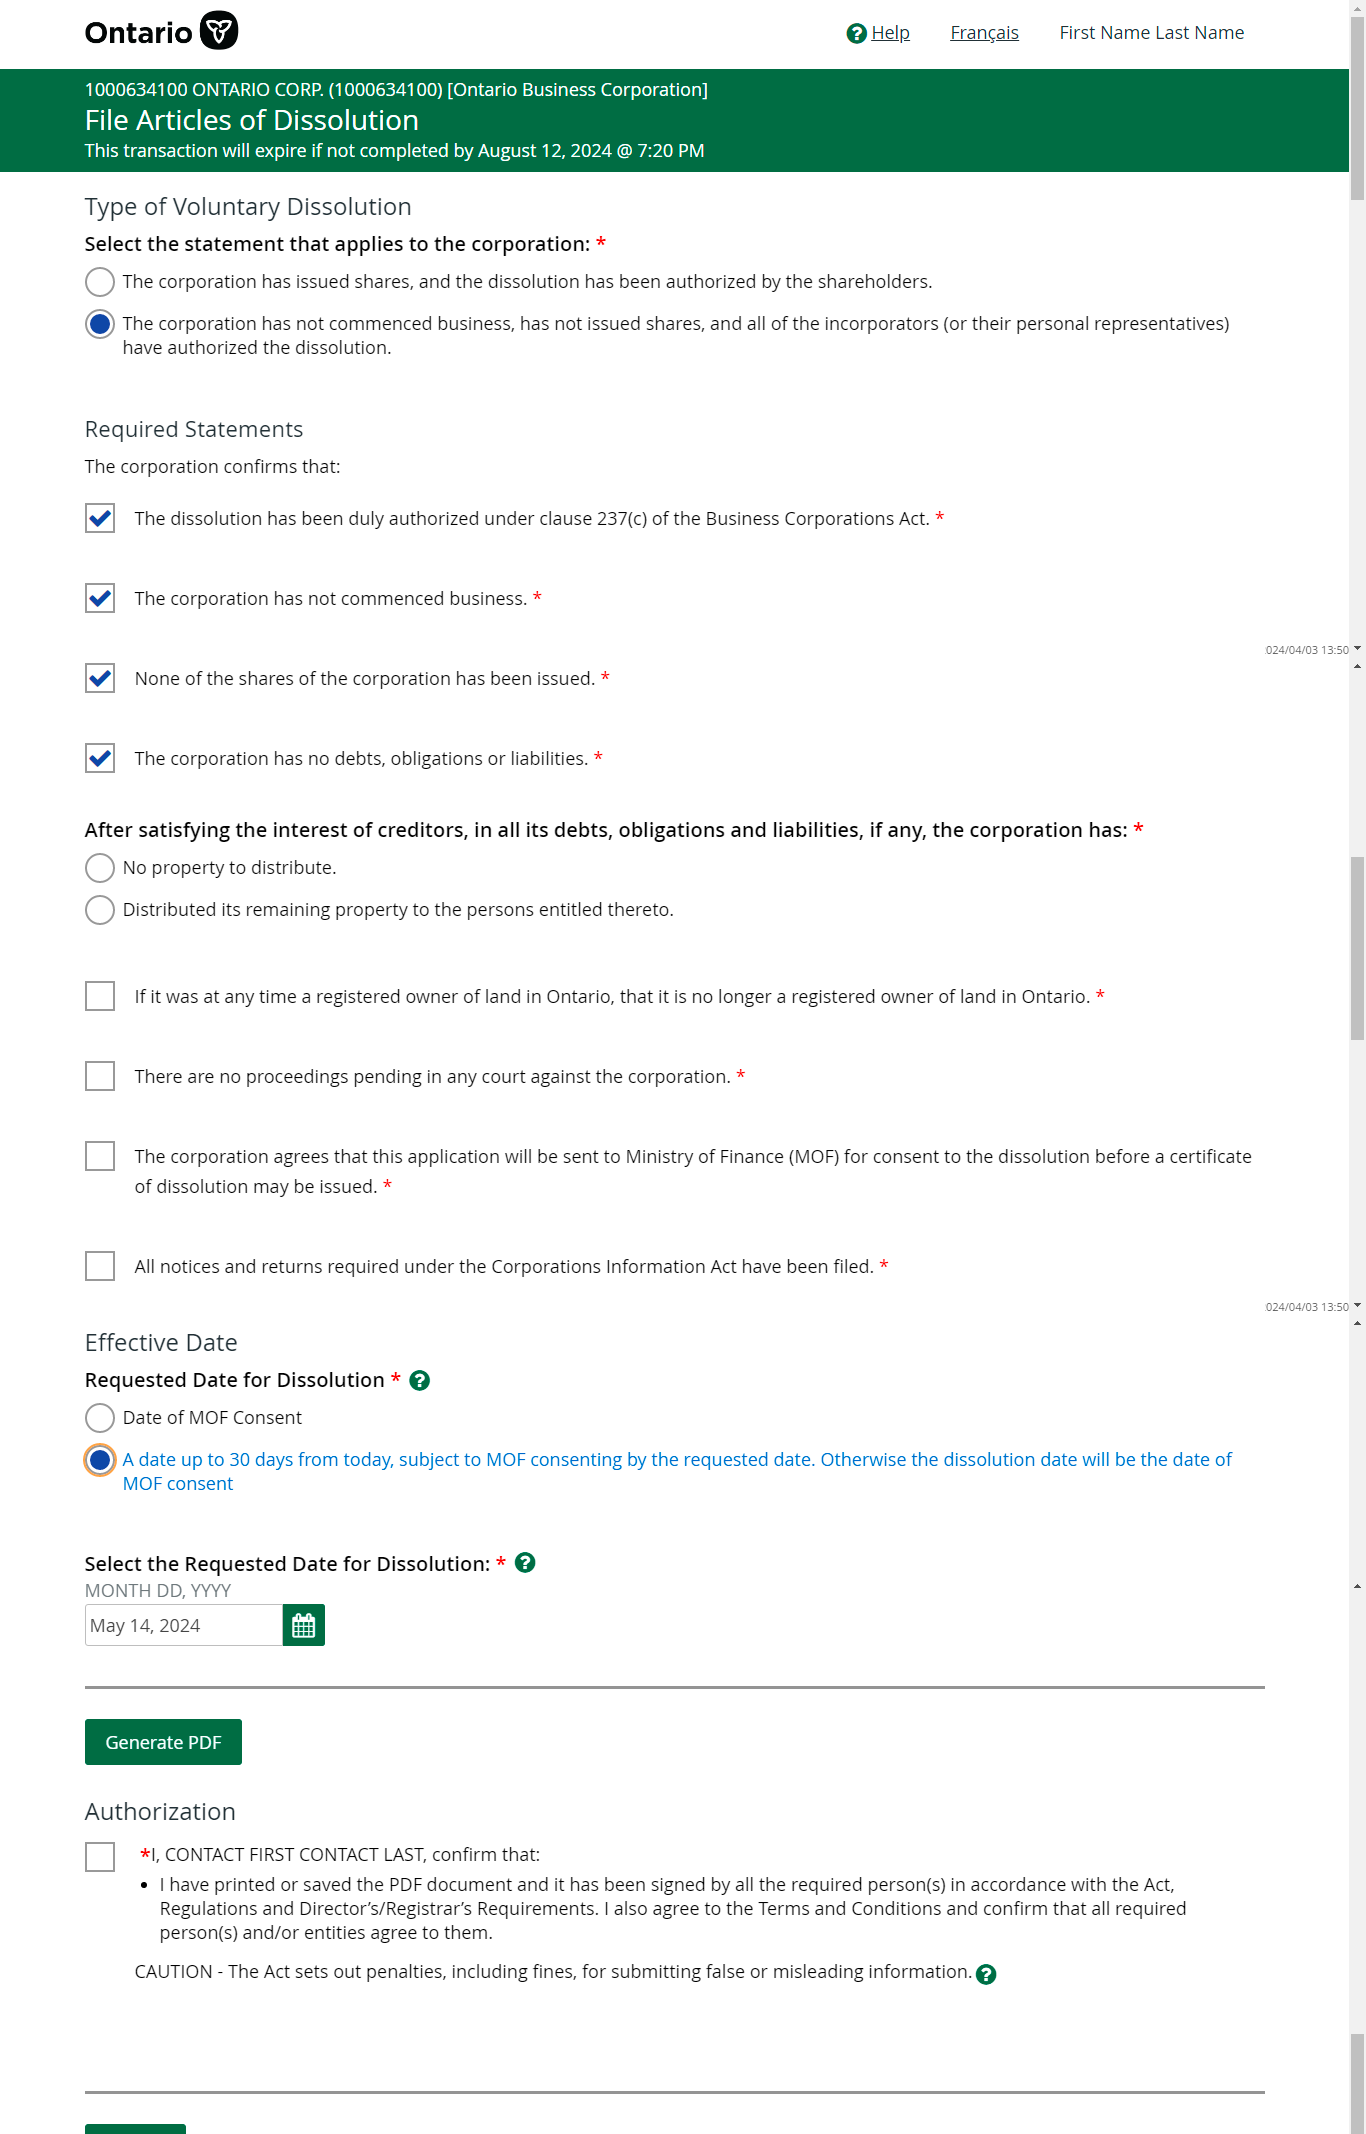 Ontario
Help Français First Name Last Name
1000634100 ONTARIO CORP. (1000634100) [Ontario Business Corporation]
File Articles of Dissolution
This transaction will expire if not completed by August 12, 2024 @ 7:20 PM
Type of Voluntary Dissolution
Select the statement that applies to the corporation: *
The corporation has issued shares, and the dissolution has been authorized by the shareholders.
The corporation has not commenced business, has not issued shares, and all of the incorporators (or their personal representatives)
have authorized the dissolution.
Required Statements
The corporation confirms that:
The dissolution has been duly authorized under clause 237(c) of the Business Corporations Act. *
The corporation has not commenced business. *
024/04/03 13:50
None of the shares of the corporation has been issued. *
The corporation has no debts, obligations or liabilities. *
After satisfying the interest of creditors, in all its debts, obligations and liabilities, if any, the corporation has: *
No property to distribute.
Distributed its remaining property to the persons entitled thereto.
If it was at any time a registered owner of land in Ontario, that it is no longer a registered owner of land in Ontario. *
There are no proceedings pending in any court against the corporation. *
The corporation agrees that this application will be sent to Ministry of Finance (MOF) for consent to the dissolution before a certificate
of dissolution may be issued. *
All notices and returns required under the Corporations Information Act have been filed. *
024/04/03 13:50
Effective Date
Requested Date for Dissolution *
Date of MOF Consent
A date up to 30 days from today, subject to MOF consenting by the requested date. Otherwise the dissolution date will be the date of
MOF consent
Select the Requested Date for Dissolution: *
MONTH DD, YYYY
May 14, 2024
Generate PDF
Authorization
*I, CONTACT FIRST CONTACT LAST, confirm that:
• I have printed or saved the PDF document and it has been signed by all the required person(s) in accordance with the Act,
Regulations and Director’s/Registrar’s Requirements. I also agree to the Terms and Conditions and confirm that all required
person(s) and/or entities agree to them.
CAUTION - The Act sets out penalties, including fines, for submitting false or misleading information.